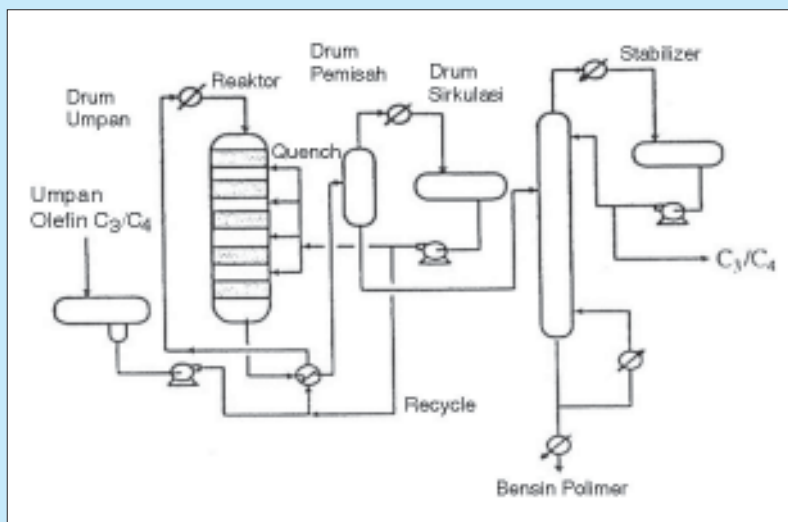 Drum
Umpan
Reaktor
Drum
Pemisah
Drum
Sirkulasi
Stabilizer
Quench
Umpan
Olefin C₃/C₄
C₃/C₄
Recycle
Bensin Polimer